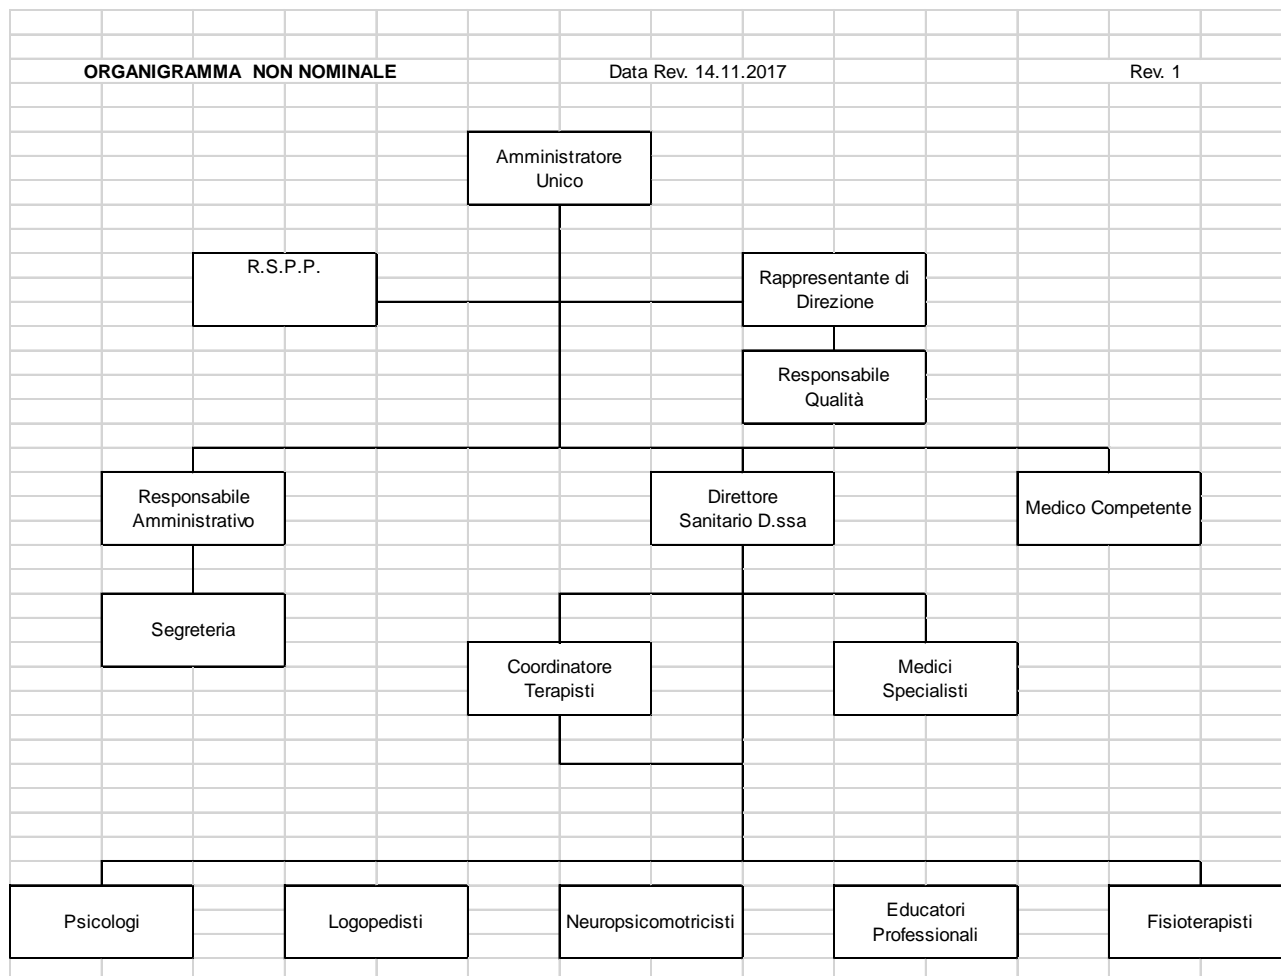 ORGANIGRAMMA NON NOMINALE Data Rev. 14.11.2017 Rev. 1
Amministratore
Unico
R.S.P.P.
Rappresentante di
Direzione
Responsabile
Qualità
Responsabile
Amministrativo
Direttore
Sanitario D.ssa
Medico Competente
Segreteria
Coordinatore
Terapisti
Medici
Specialisti
Psicologi
Logopedisti
Neuropsicomotricisti
Educatori
Professionali
Fisioterapisti